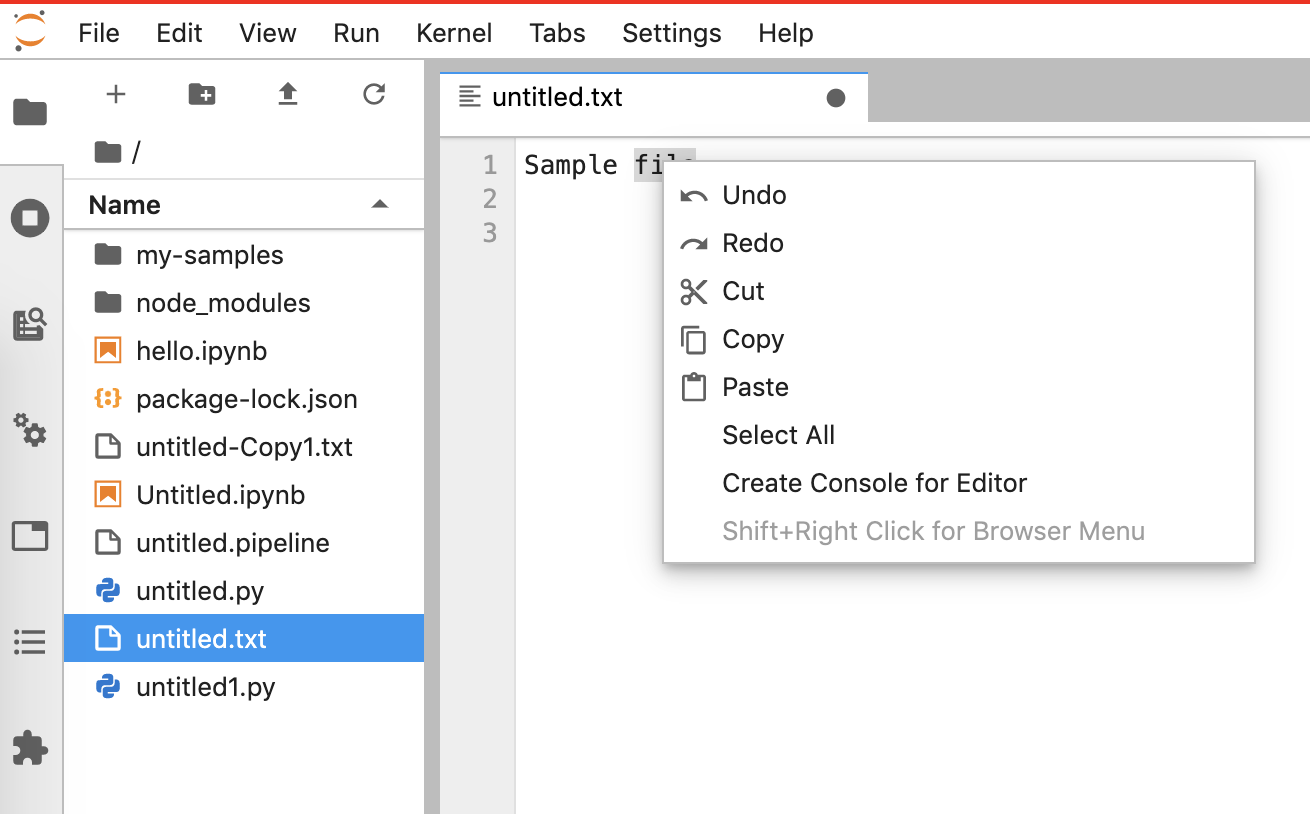 File Edit View Run Kernel Tabs Settings Help
untitled.txt
/
Name
my-samples
node_modules
hello.ipynb
package-lock.json
untitled-Copy1.txt
Untitled.ipynb
untitled.pipeline
untitled.py
untitled.txt
untitled1.py
1 Sample file
2
3
Undo
Redo
Cut
Copy
Paste
Select All
Create Console for Editor
Shift+Right Click for Browser Menu